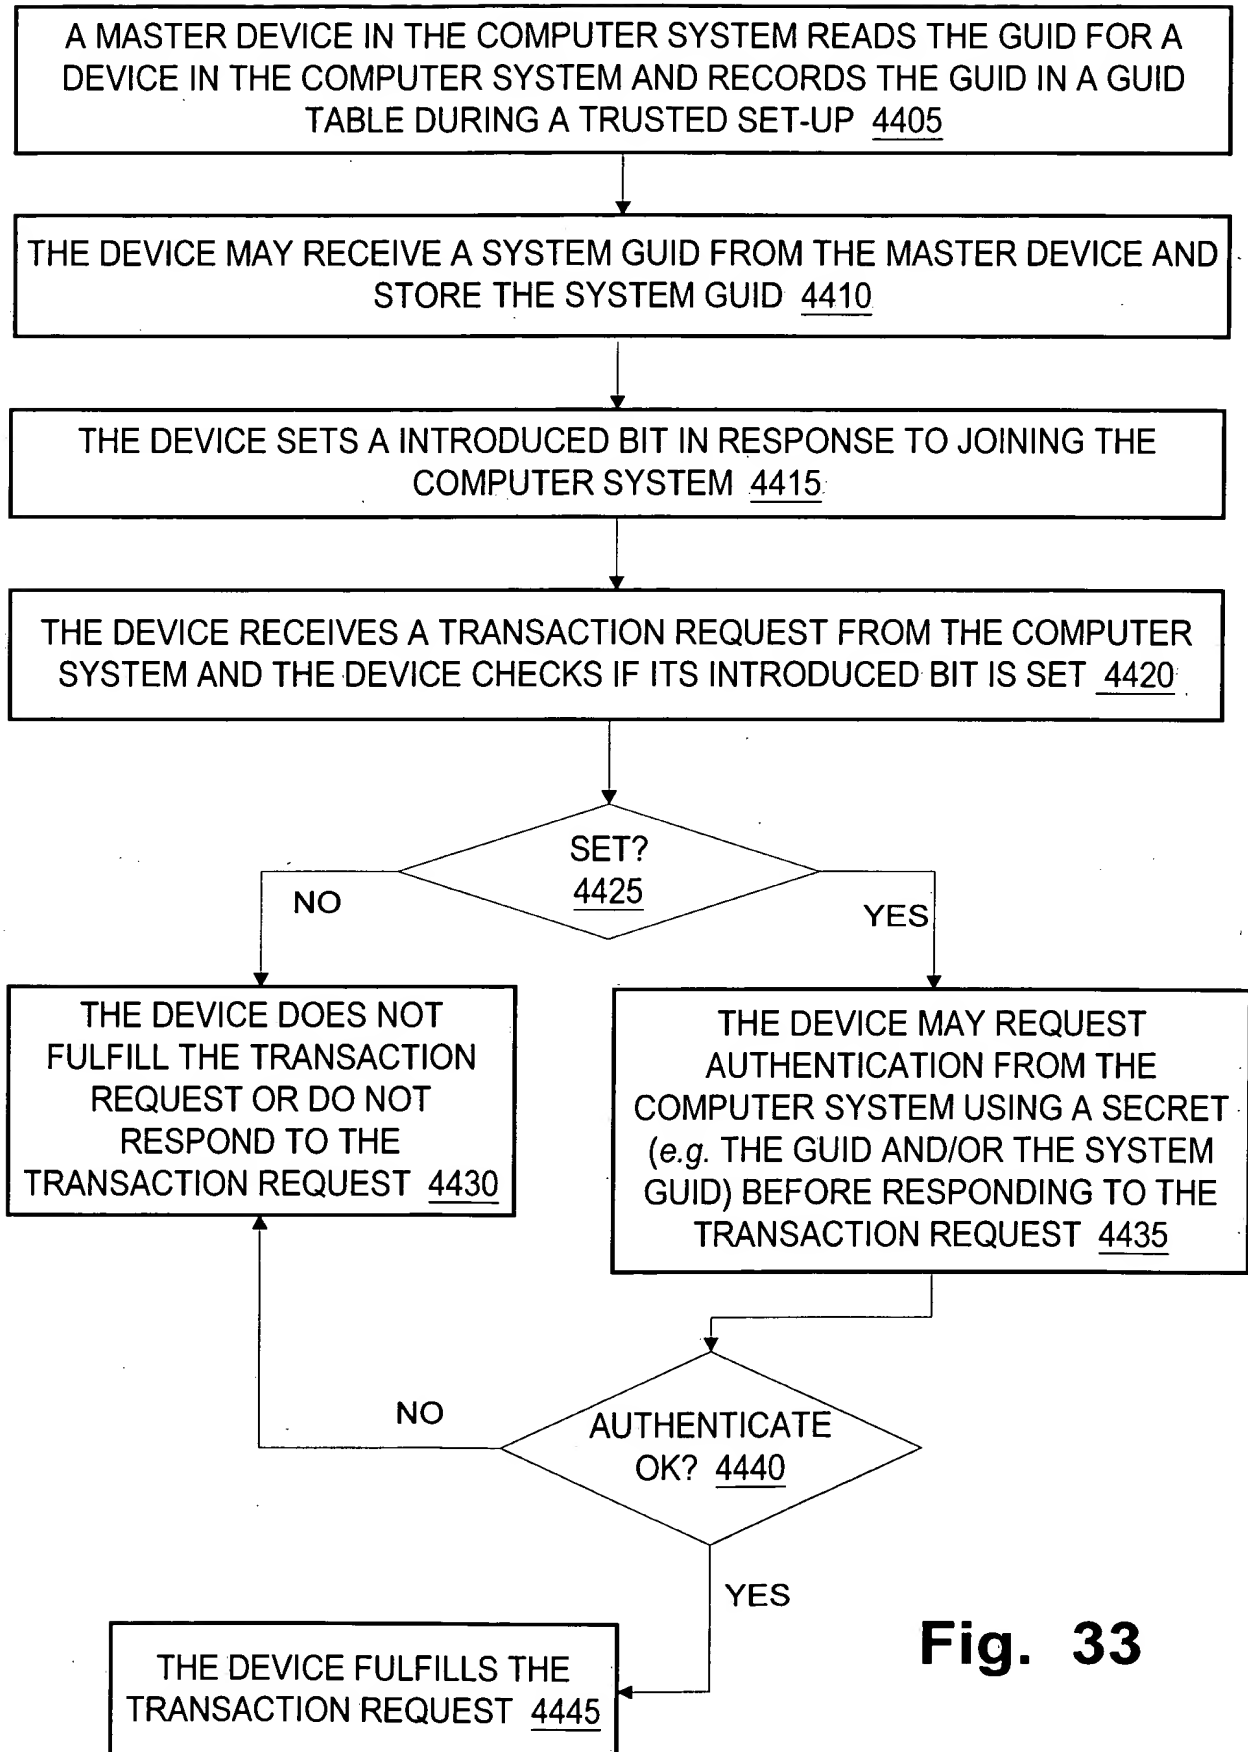 A MASTER DEVICE IN THE COMPUTER SYSTEM READS THE GUID FOR A
DEVICE IN THE COMPUTER SYSTEM AND RECORDS THE GUID IN A GUID
TABLE DURING A TRUSTED SET-UP 4405
THE DEVICE MAY RECEIVE A SYSTEM GUID FROM THE MASTER DEVICE AND
STORE THE SYSTEM GUID 4410
THE DEVICE SETS A INTRODUCED BIT IN RESPONSE TO JOINING THE
COMPUTER SYSTEM 4415
THE DEVICE RECEIVES A TRANSACTION REQUEST FROM THE COMPUTER
SYSTEM AND THE DEVICE CHECKS IF ITS INTRODUCED BIT IS SET 4420
SET?
4425
NO
YES
THE DEVICE DOES NOT
FULFILL THE TRANSACTION
REQUEST OR DO NOT
RESPOND TO THE
TRANSACTION REQUEST 4430
THE DEVICE MAY REQUEST
AUTHENTICATION FROM THE
COMPUTER SYSTEM USING A SECRET
(e.g. THE GUID AND/OR THE SYSTEM
GUID) BEFORE RESPONDING TO THE
TRANSACTION REQUEST 4435
NO
AUTHENTICATE
OK? 4440
YES
THE DEVICE FULFILLS THE
TRANSACTION REQUEST 4445
Fig. 33